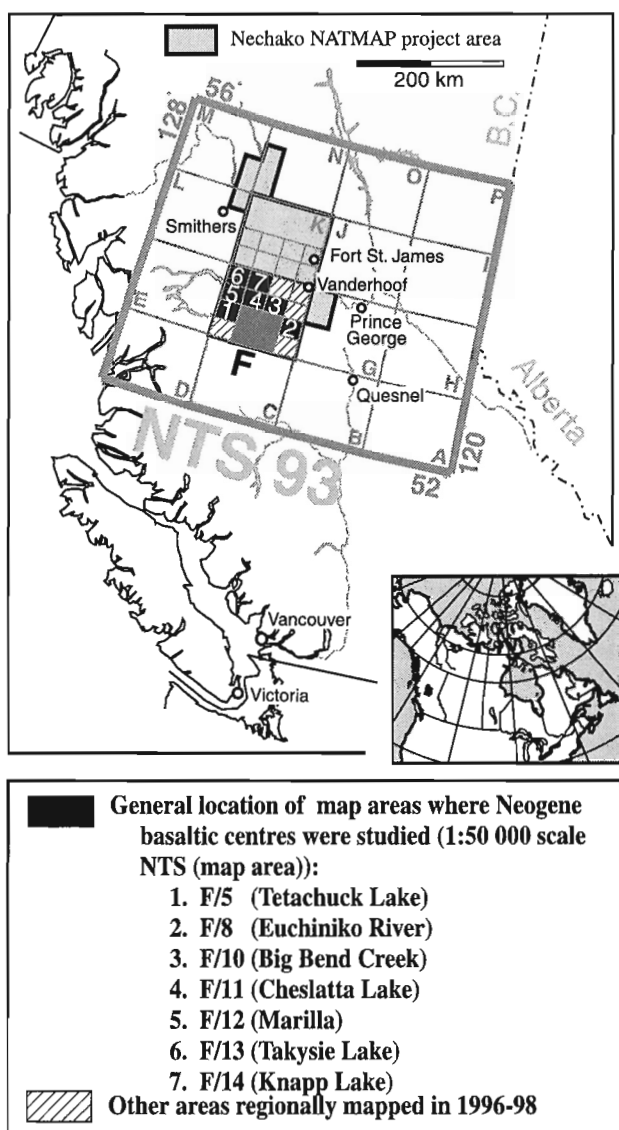 Nechako NATMAP project area
200 km
B.C.
56
128
M
N
O
P
L
K
J
I
Smithers
Fort St. James
Vanderhoof
6 7
5 4 3
1
2
E
F
Prince
George
G
H
Quesnel
D
C
B
A
Alberta
NTS 93
120
52
Vancouver
Victoria
General location of map areas where Neogene
basaltic centres were studied (1:50 000 scale
NTS (map area)):
1. F/5 (Tetachuck Lake)
2. F/8 (Euchiniko River)
3. F/10 (Big Bend Creek)
4. F/11 (Cheslatta Lake)
5. F/12 (Marilla)
6. F/13 (Takysie Lake)
7. F/14 (Knapp Lake)
Other areas regionally mapped in 1996-98